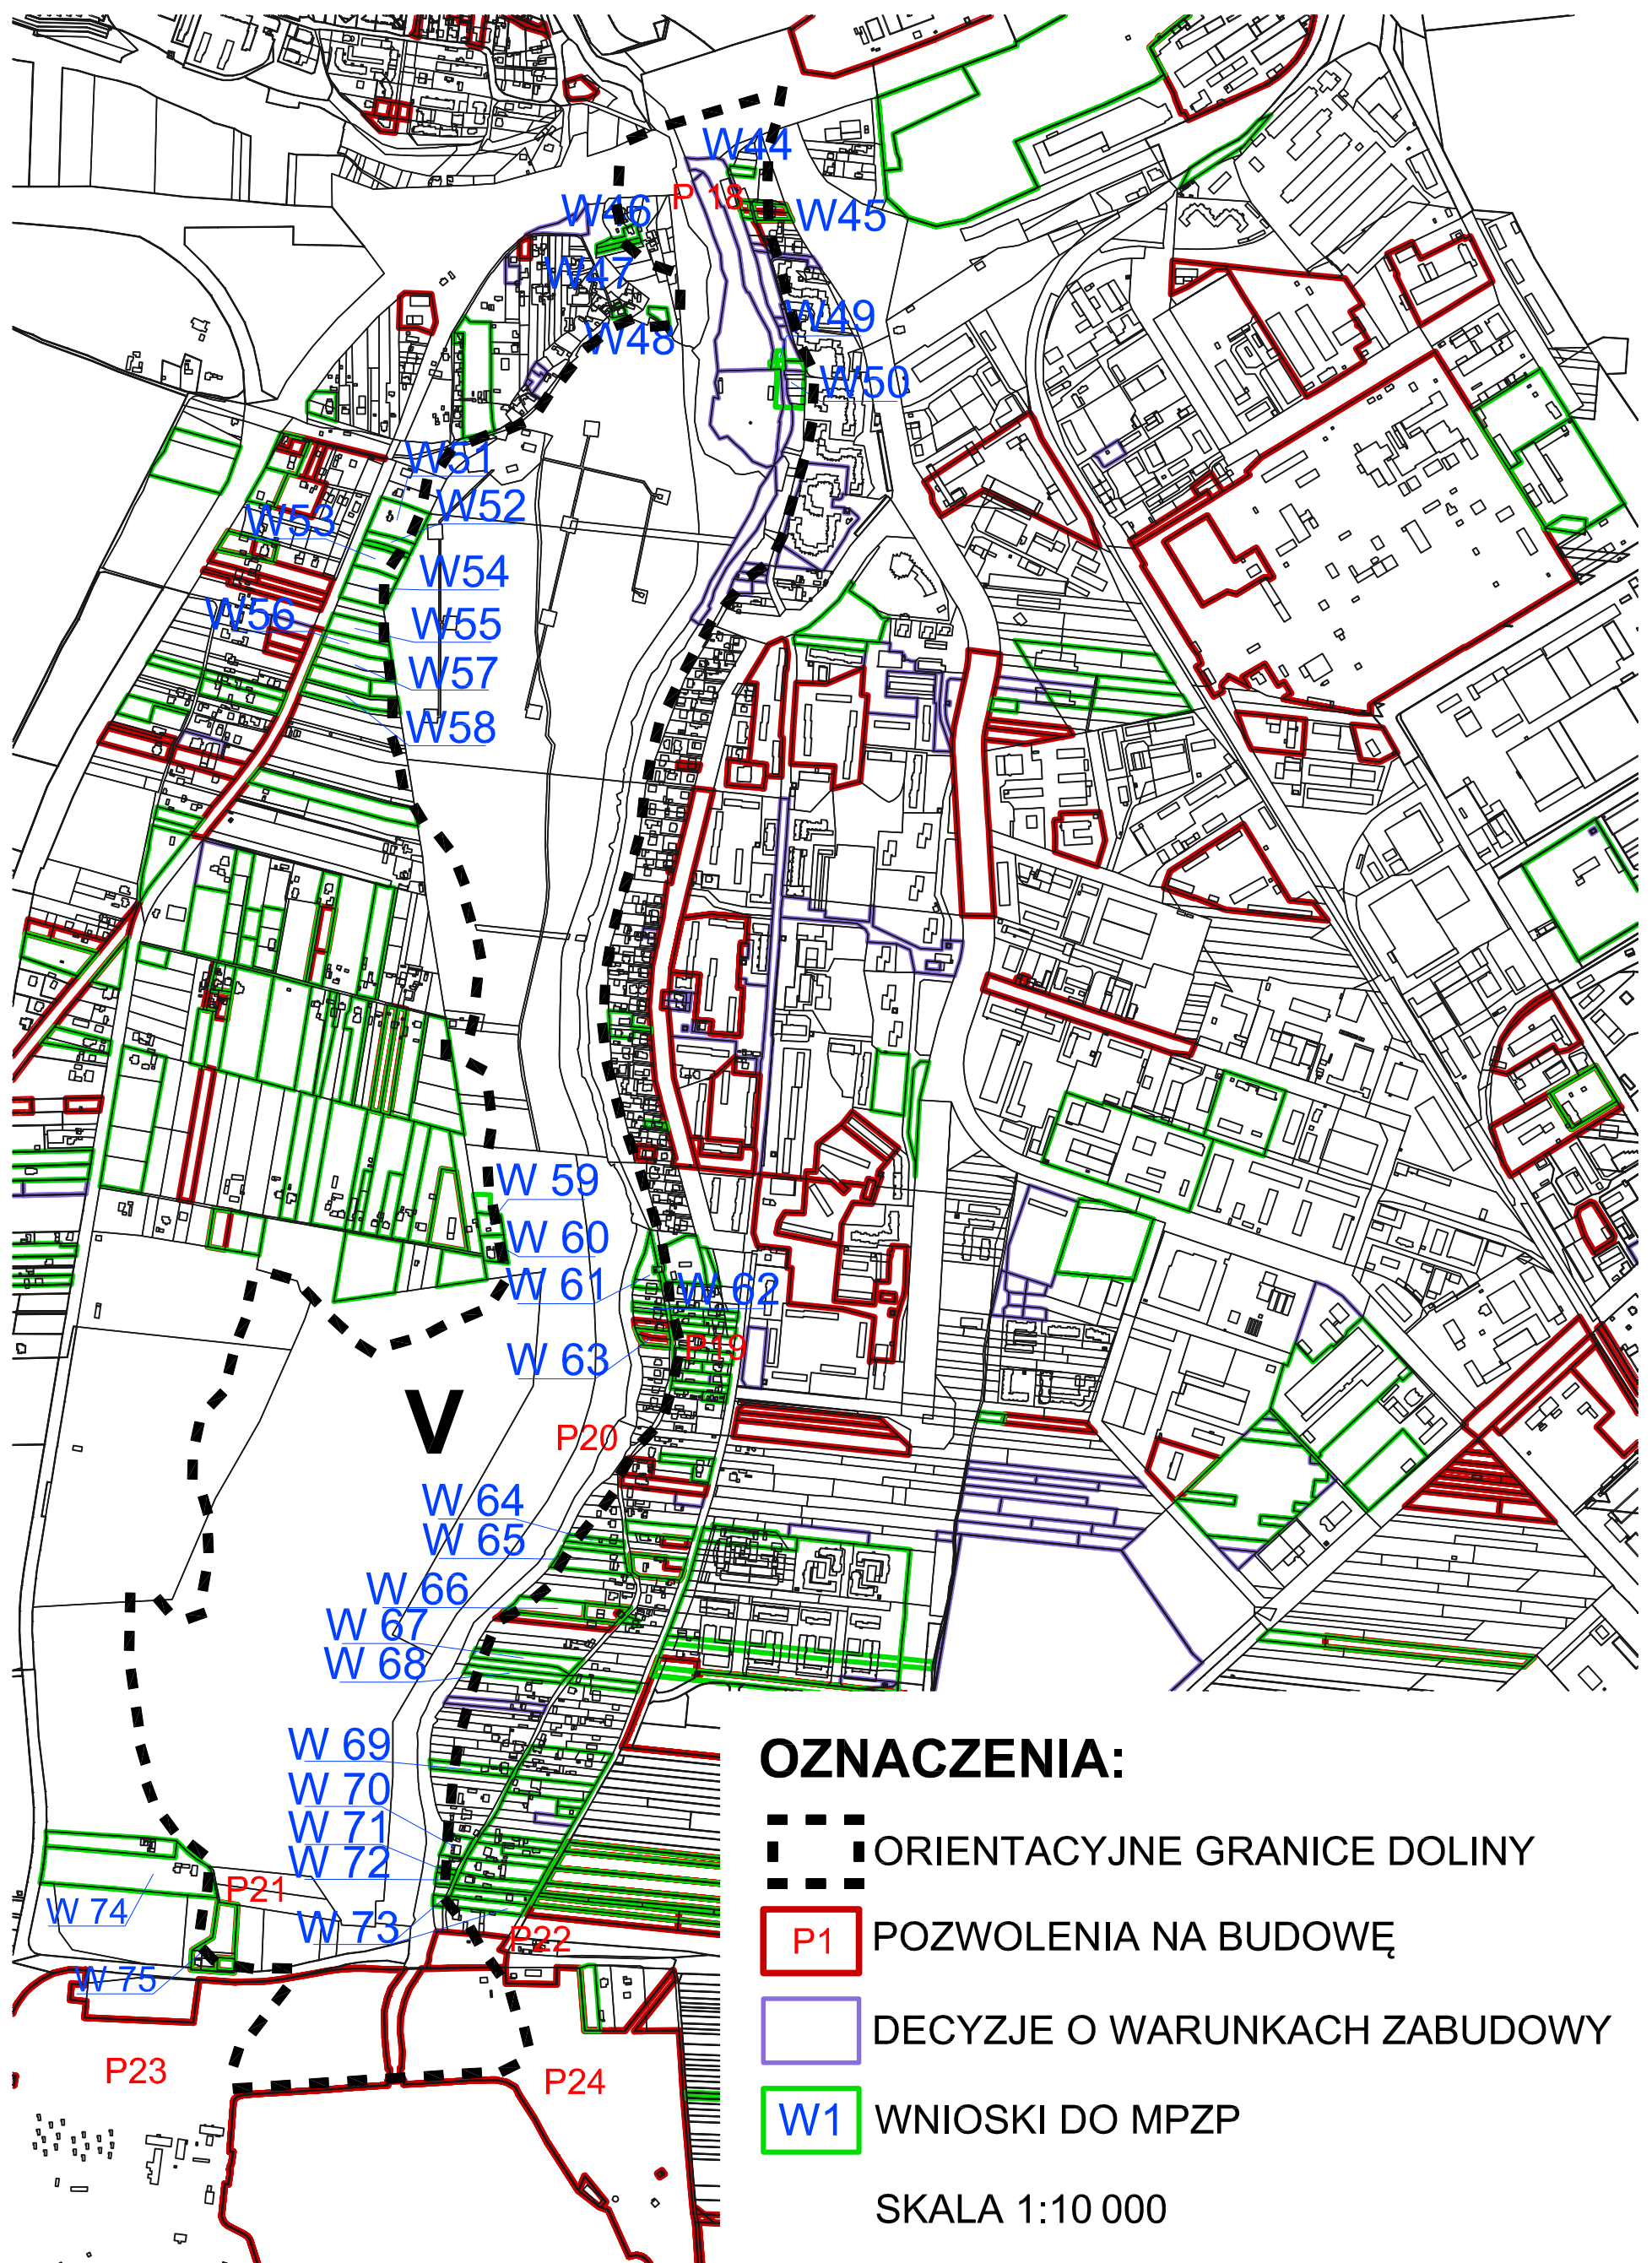 W44
P 18
W46
W45
W47
W49
W48
W50
W51
W52
W53
W54
W56
W55
W57
W58
W 59
W 60
W 61
W 62
P19
W 63
V
P20
W 64
W 65
W 66
W 67
W 68
W 69
W 70
W 71
W 72
P21
W 74
W 73
P22
W 75
P23
P24
OZNACZENIA:
ORIENTACYJNE GRANICE DOLINY
P1 POZWOLENIA NA BUDOWĘ
DECYZJE O WARUNKACH ZABUDOWY
W1 WNIOSKI DO MPZP
SKALA 1:10 000